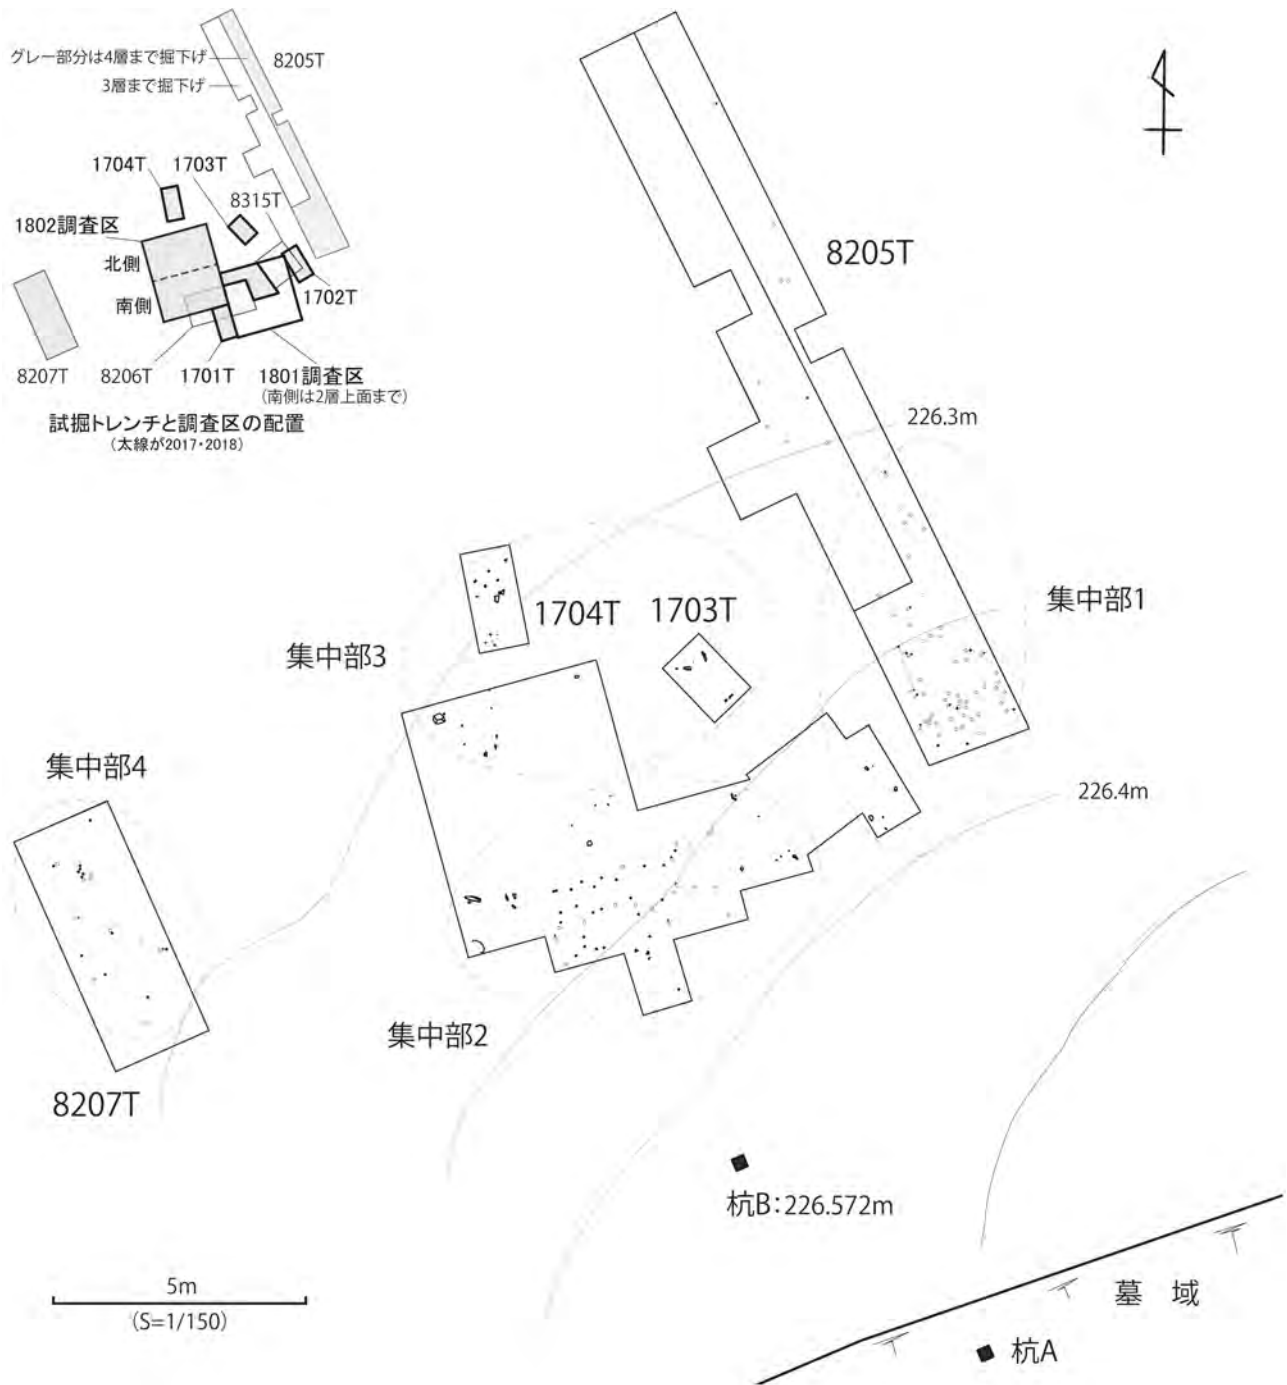 グレー部分は4層まで掘下げ
8205T
3層まで掘下げ
1704T
1703T
8315T
1802調査区
北側
南側
1702T
8207T
8206T
1701T
1801調査区
(南側は2層上面まで)
試掘トレンチと調査区の配置
(太線が2017・2018)
8205T
226.3m
集中部1
1704T
1703T
集中部3
集中部4
226.4m
集中部2
8207T
杭B:226.572m
5m
(S=1/150)
墓 域
杭A